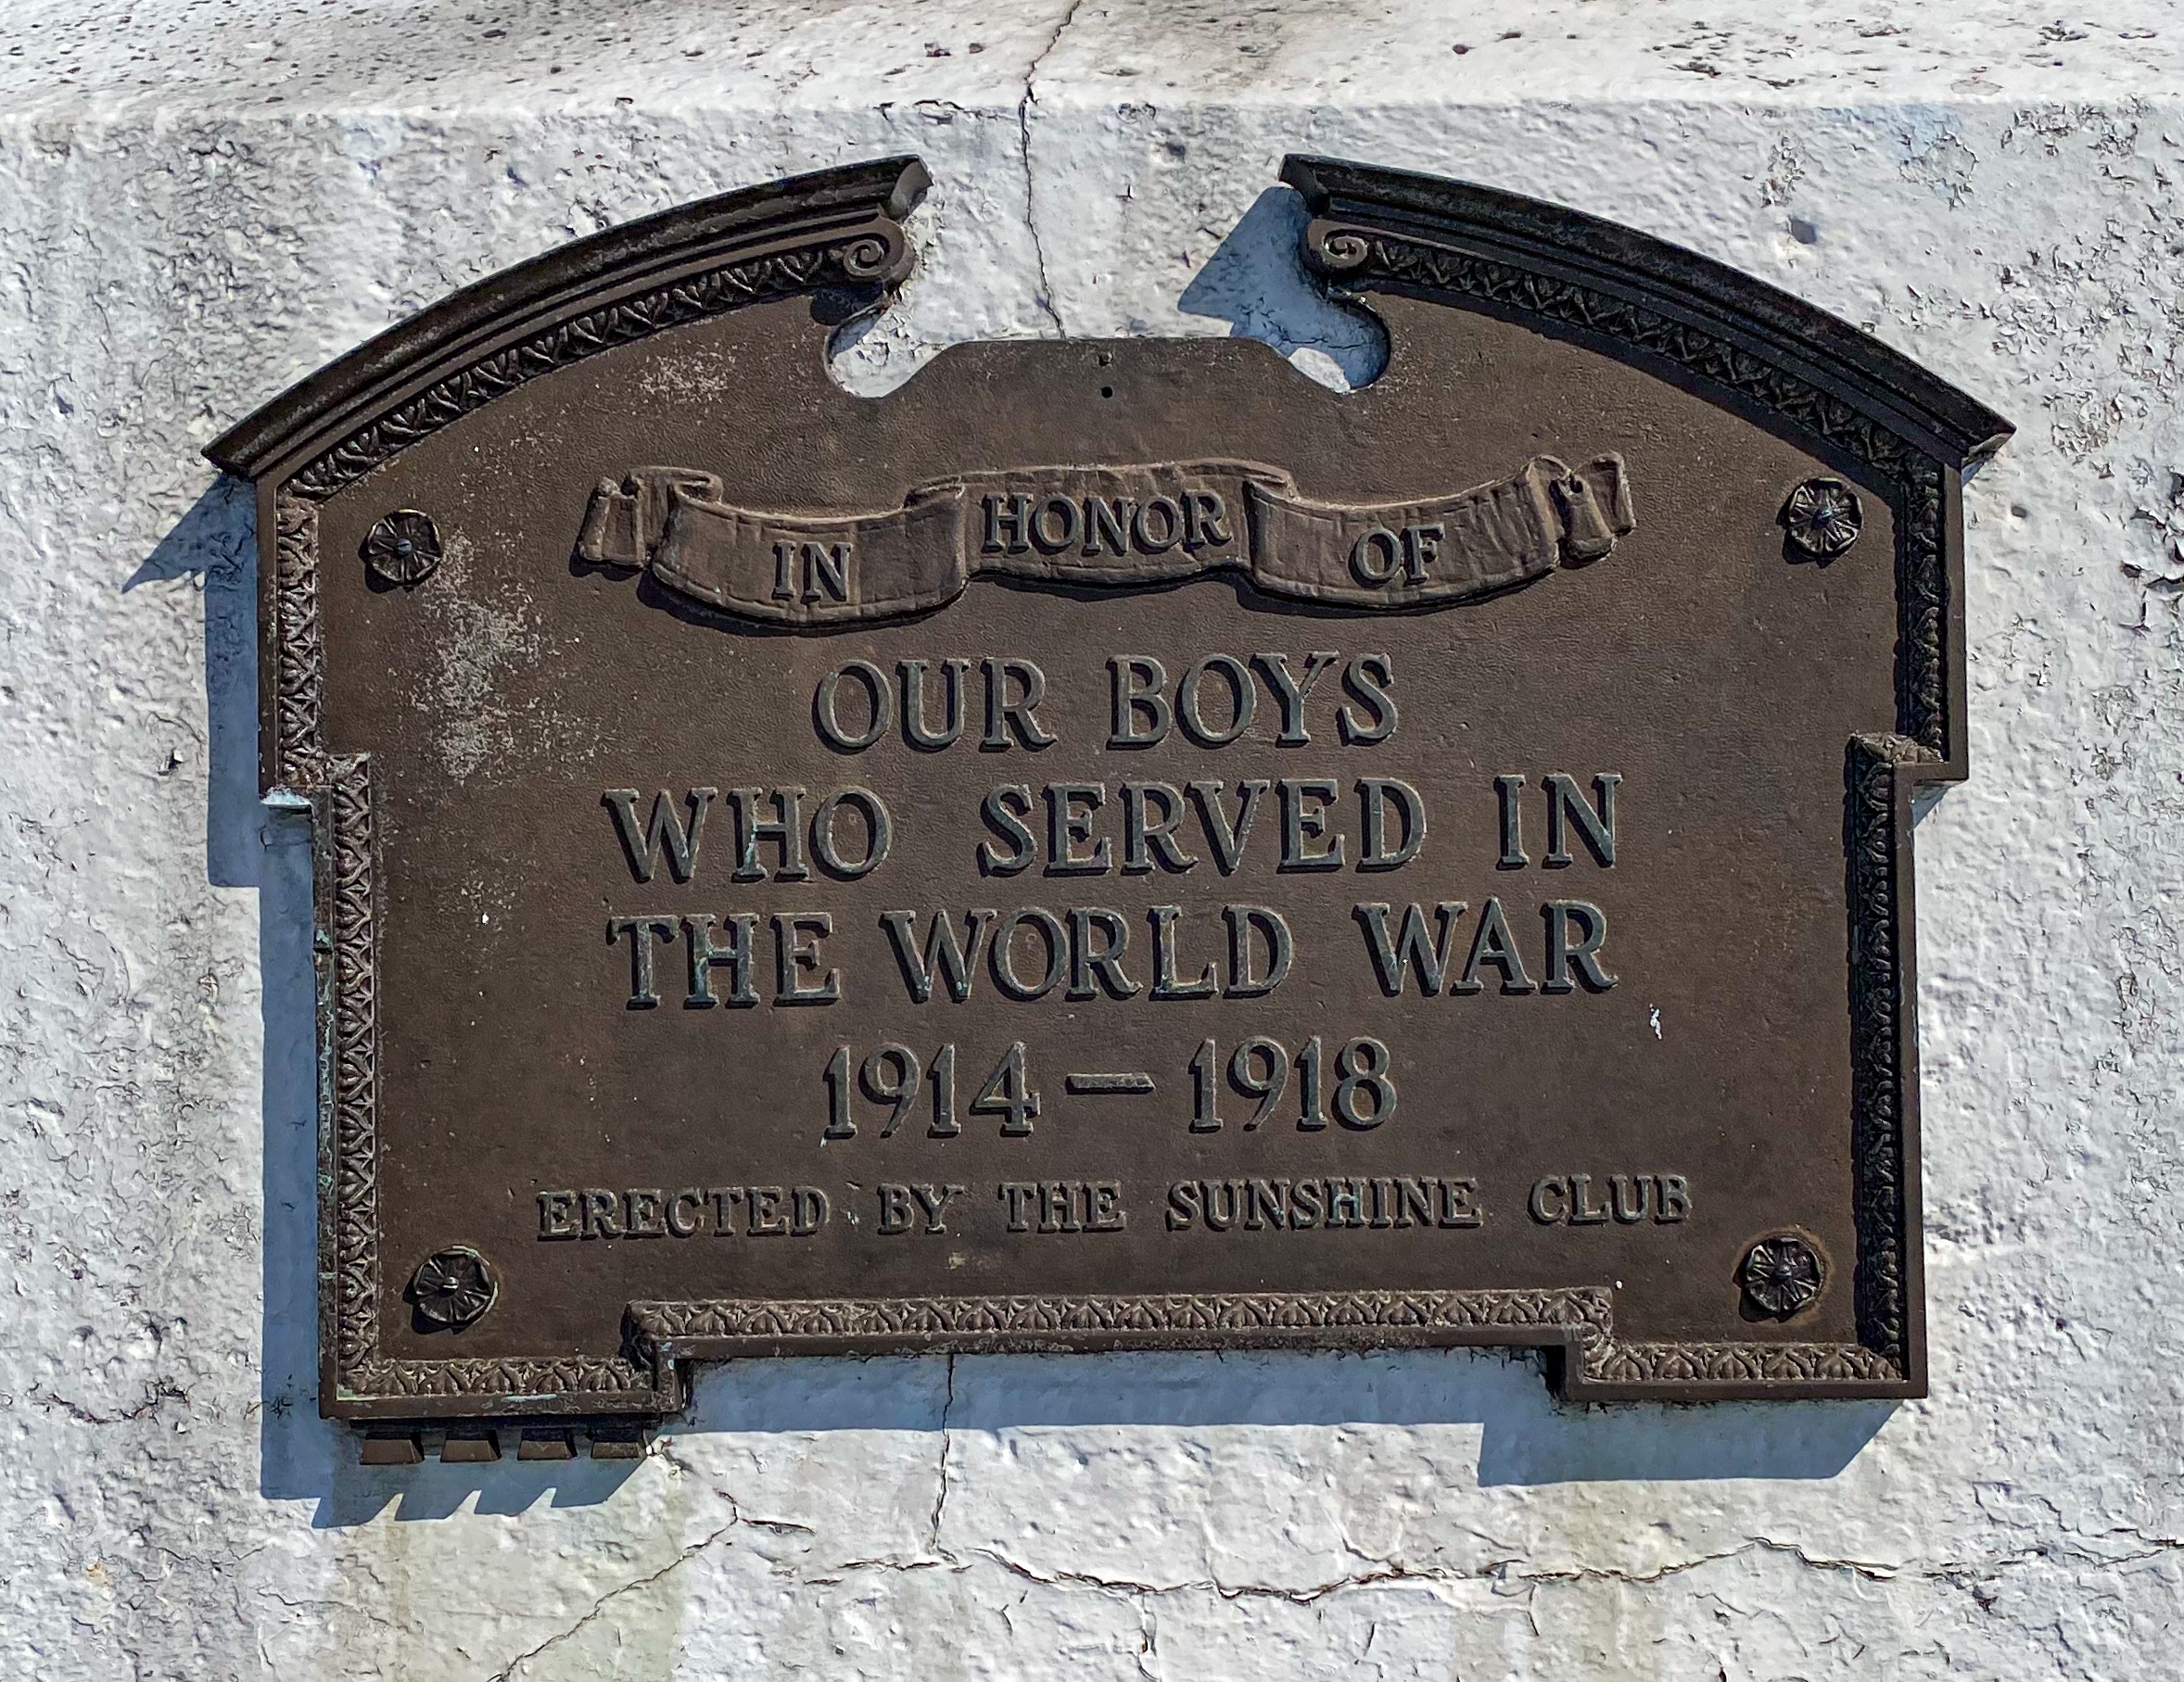 IN HONOR OF
OUR BOYS
WHO SERVED IN
THE WORLD WAR
1914 — 1918
ERECTED BY THE SUNSHINE CLUB